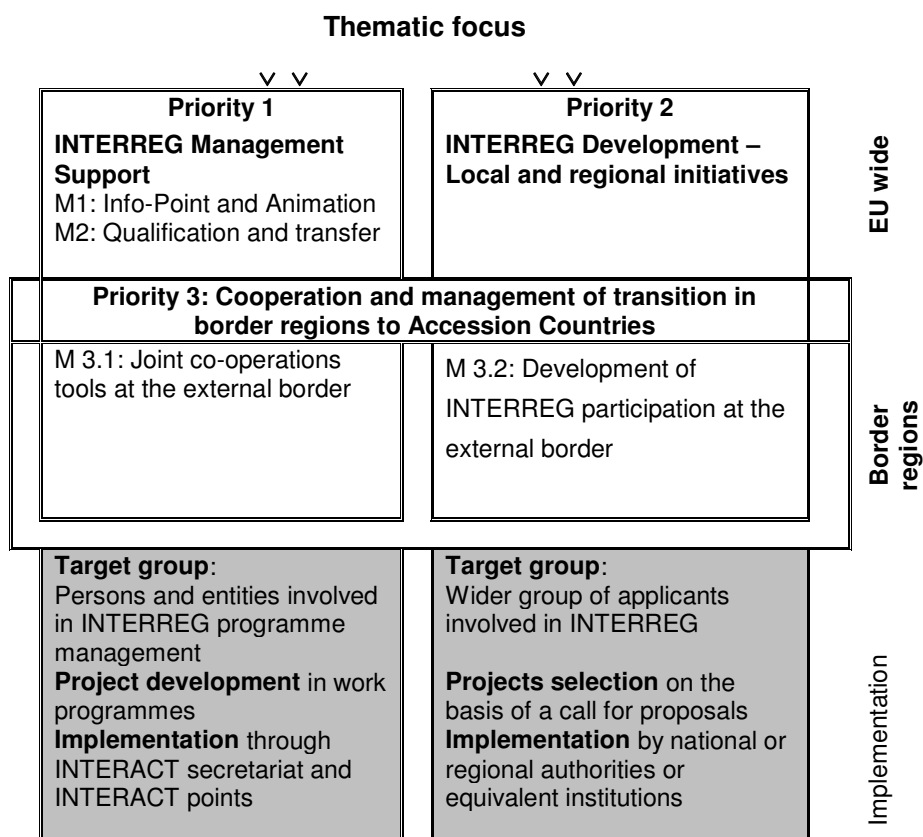 Thematic focus
Priority 1
INTERREG Management
Support
M1: Info-Point and Animation
M2: Qualification and transfer
Priority 2
INTERREG Development –
Local and regional initiatives
EU wide
Priority 3: Cooperation and management of transition in
border regions to Accession Countries
M 3.1: Joint co-operations
tools at the external border
M 3.2: Development of
INTERREG participation at the
external border
Border
regions
Target group:
Persons and entities involved
in INTERREG programme
management
Project development in work
programmes
Implementation through
INTERACT secretariat and
INTERACT points
Target group:
Wider group of applicants
involved in INTERREG
Projects selection on the
basis of a call for proposals
Implementation by national or
regional authorities or
equivalent institutions
Implementation